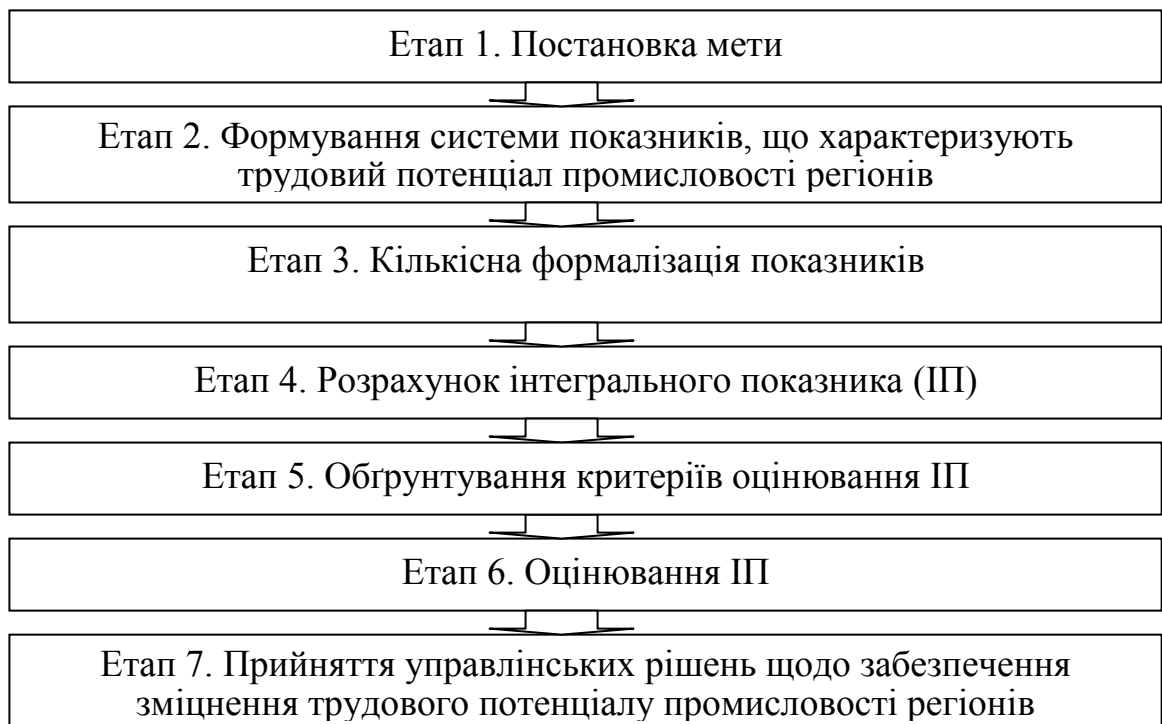 Етап 1. Постановка мети
Етап 2. Формування системи показників, що характеризують
трудовий потенціал промисловості регіонів
Етап 3. Кількісна формалізація показників
Етап 4. Розрахунок інтегрального показника (ІП)
Етап 5. Обґрунтування критеріїв оцінювання ІП
Етап 6. Оцінювання ІП
Етап 7. Прийняття управлінських рішень щодо забезпечення
зміцнення трудового потенціалу промисловості регіонів